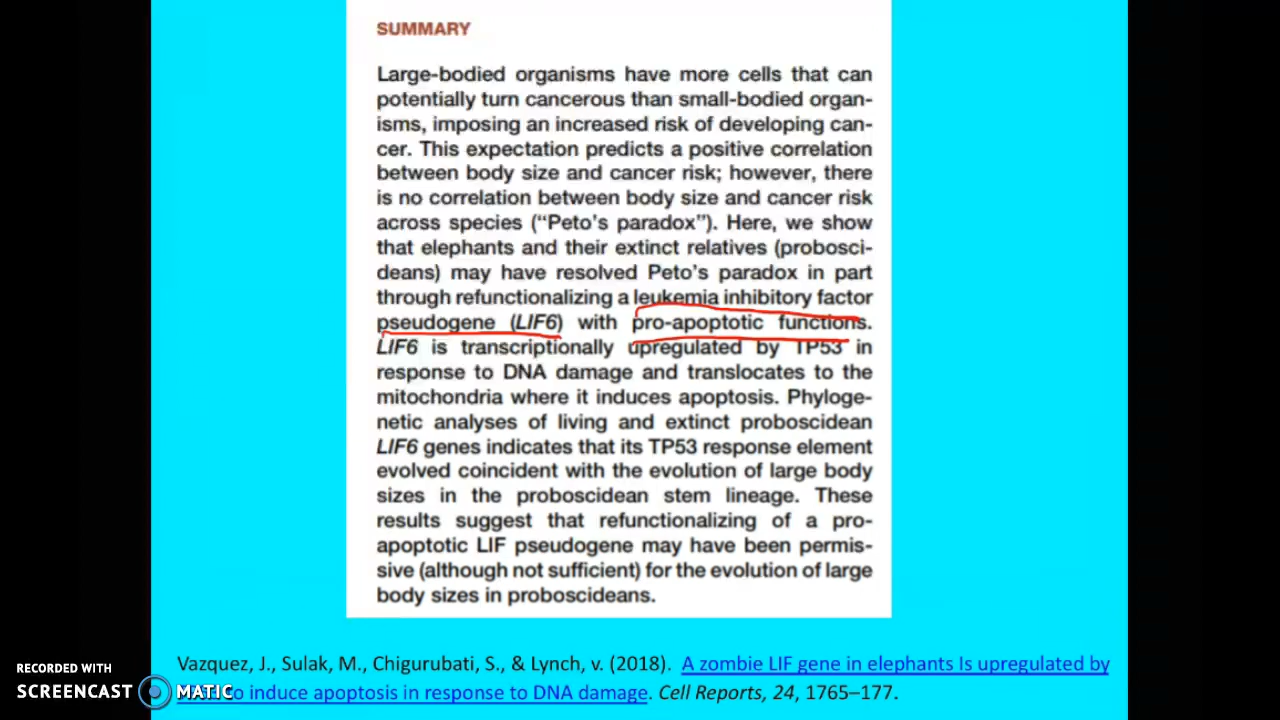 SUMMARY
Large-bodied organisms have more cells that can
potentially turn cancerous than small-bodied organ-
isms, imposing an increased risk of developing can-
cer. This expectation predicts a positive correlation
between body size and cancer risk; however, there
is no correlation between body size and cancer risk
across species (“Peto's paradox”). Here, we show
that elephants and their extinct relatives (probosci-
deans) may have resolved Peto's paradox in part
through refunctionalizing a leukemia inhibitory factor
pseudogene (LIF6) with pro-apoptotic functions.
LIF6 is transcriptionally upregulated by TP53 in
response to DNA damage and translocates to the
mitochondria where it induces apoptosis. Phyloge-
netic analyses of living and extinct proboscidean
LIF6 genes indicates that its TP53 response element
evolved coincident with the evolution of large body
sizes in the proboscidean stem lineage. These
results suggest that refunctionalizing of a pro-
apoptotic LIF pseudogene may have been permis-
sive (although not sufficient) for the evolution of large
body sizes in proboscideans.
Vazquez, J., Sulak, M., Chigurubati, S., & Lynch, v. (2018). A zombie LIF gene in elephants Is upregulated by
to induce apoptosis in response to DNA damage. Cell Reports, 24, 1765–177.
RECORDED WITH
SCREENCAST MATIC